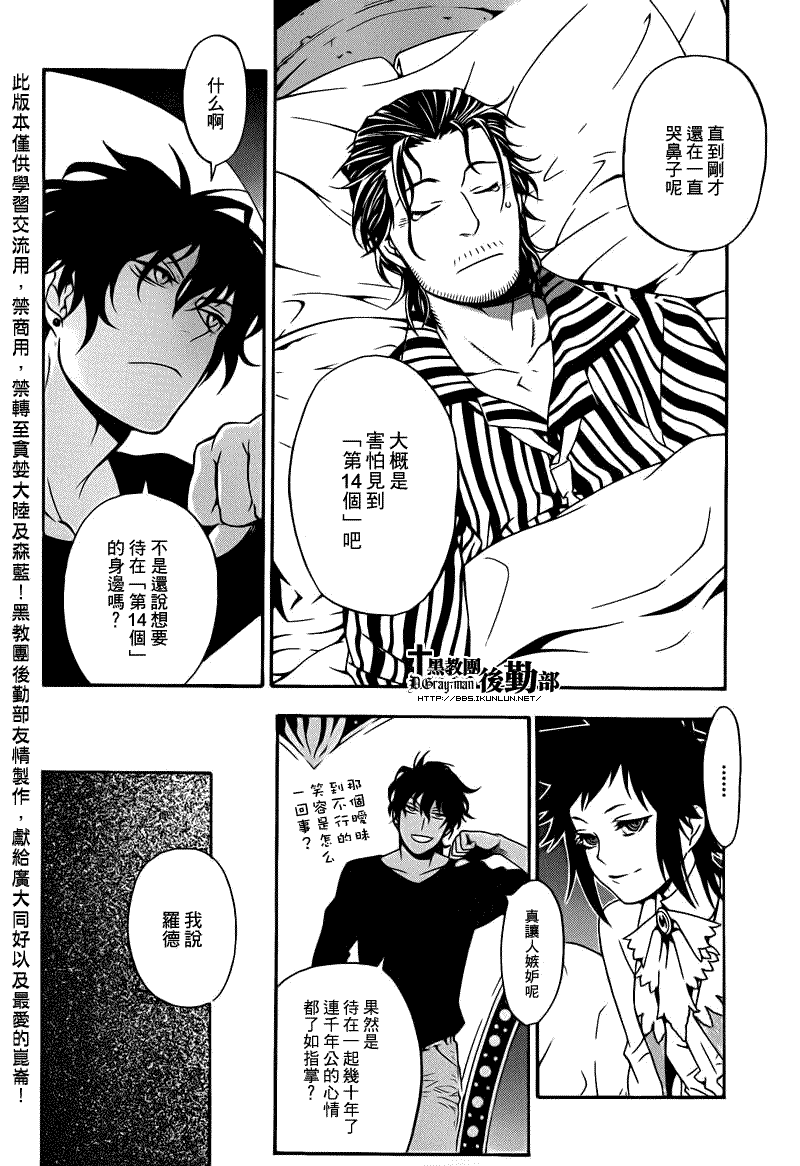 直到剛才
還在一直
哭鼻子呢
大概是
害怕見到
「第14個」吧
什么啊
不是還說想要
待在「第14個」
的身邊嗎？
………
真讓人嫉妒呢
那個曖昧
到不行的
笑容是怎么
一回事？
果然是
待在一起幾十年了
連千年公的心情
都了如指掌？
我說
羅德
黑教團
D.Gray-man
後勤部
HTTP://BBS.IKUNLUN.NET/
此版本僅供學習交流用，禁商用，禁轉至貪婪大陸及森藍！黑教團後勤部友情製作，獻給廣大同好以及最愛的崑崙！